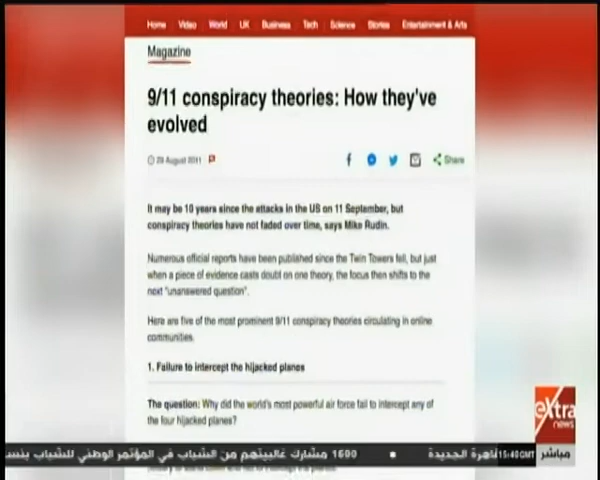 Home Video World UK Business Tech Science Stories Entertainment & Arts
Magazine
9/11 conspiracy theories: How they've
evolved
29 August 2011
Share
It may be 10 years since the attacks in the US on 11 September, but
conspiracy theories have not faded over time, says Mike Rudin.
Numerous official reports have been published since the Twin Towers fell, but just
when a piece of evidence casts doubt on one theory, the focus then shifts to the
next "unanswered question".
Here are five of the most prominent 9/11 conspiracy theories circulating in online
communities.
1. Failure to intercept the hijacked planes
The question: Why did the world's most powerful air force fail to intercept any of
the four hijacked planes?
eXtra
news
مباشر
15:40GMT
القاهرة الجديدة ■ 1600 مشارك غالبيتهم من الشباب في المؤتمر الوطني للشباب